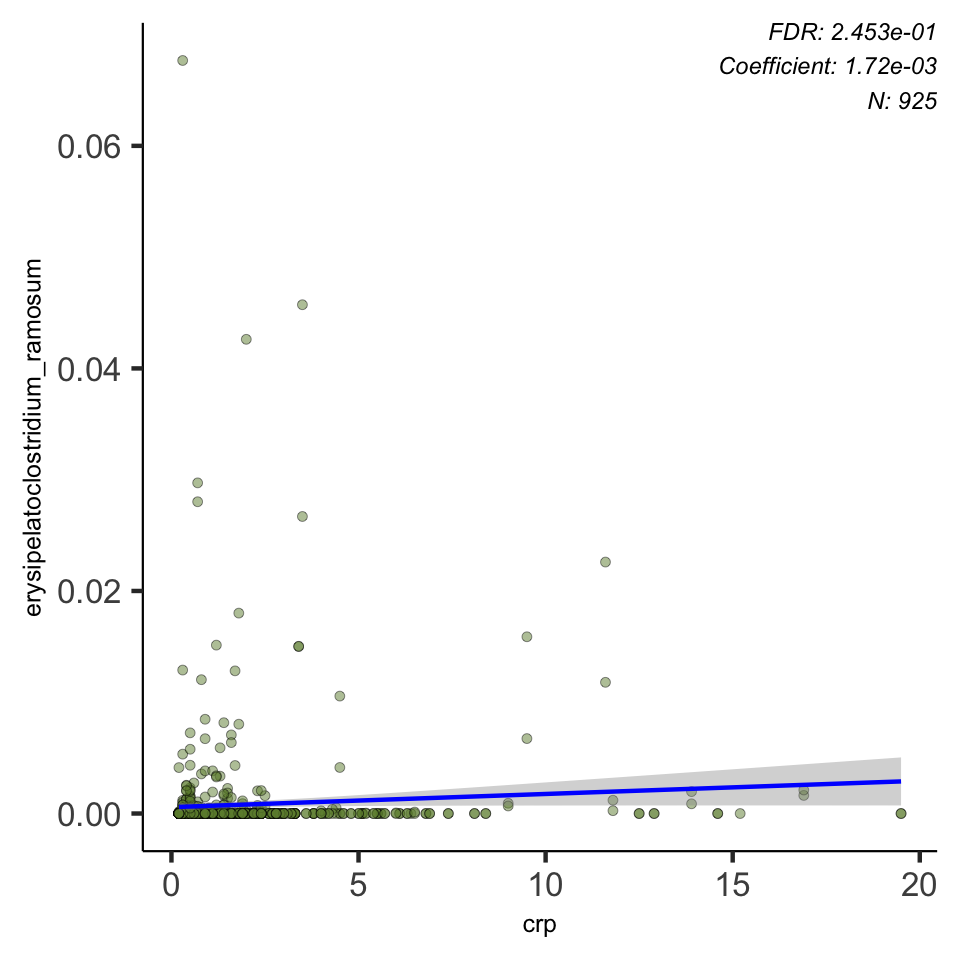 FDR: 2.453e-01
Coefficient: 1.72e-03
N: 925
0.06
0.04
0.02
0.00
erysipelatoclostridium_ramosum
0 5 10 15 20
crp